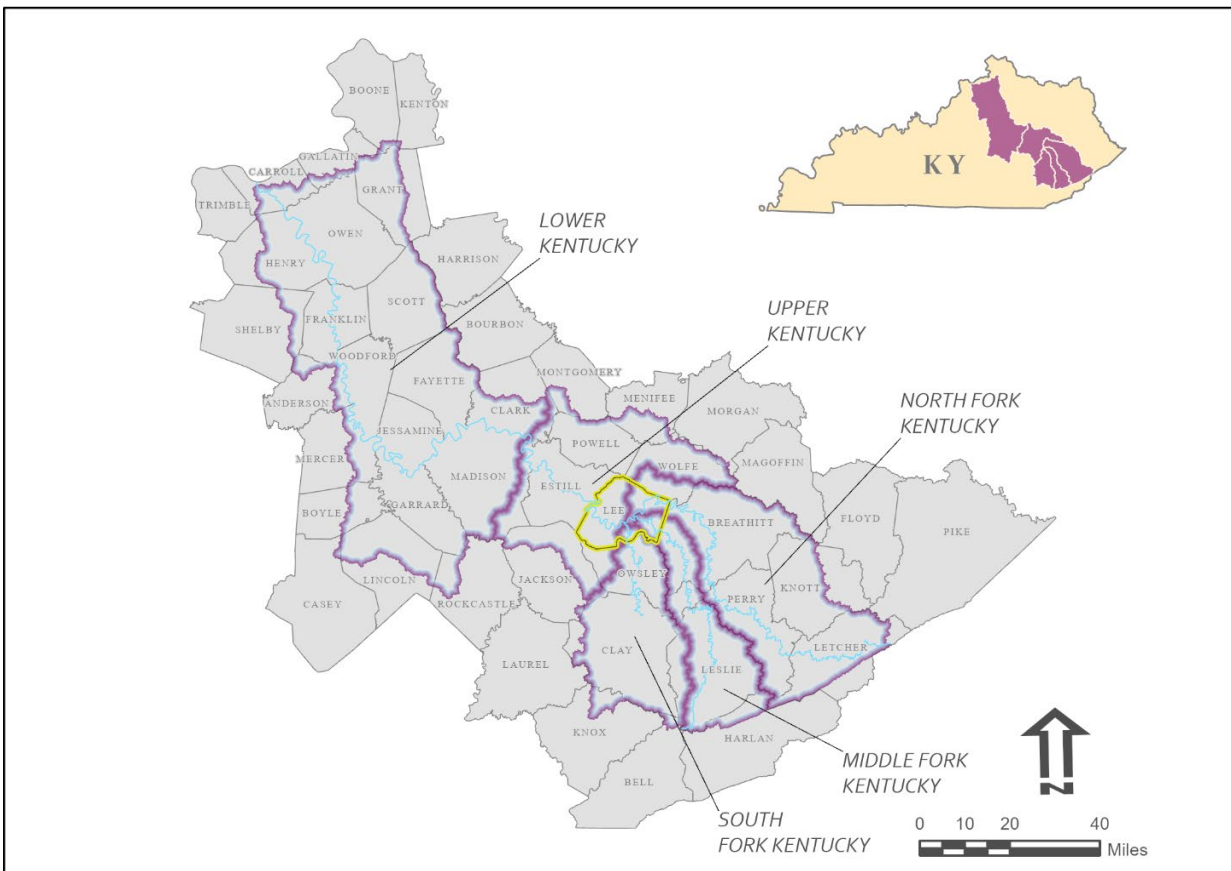 BOONE
KENTON
GALLATIN
CARROLL
GRANT
TRIMBLE
OWEN
LOWER
KENTUCKY
HENRY
HARRISON
SCOTT
SHELBY
FRANKLIN
BOURBON
WOODFORD
UPPER
KENTUCKY
MONTGOMERY
FAYETTE
MENIFEE
ANDERSON
CLARK
MORGAN
NORTH FORK
KENTUCKY
JESSAMINE
POWELL
MERCER
MADISON
WOLFE
MAGOFFIN
ESTILL
GARRARD
LEE
BOYLE
BREATHITT
FLOYD
PIKE
LINCOLN
JACKSON
OWSLEY
KNOTT
CASEY
ROCKCASTLE
PERRY
CLAY
LETCHER
LAUREL
LESLIE
KNOX
HARLAN
MIDDLE FORK
KENTUCKY
BELL
SOUTH
FORK KENTUCKY
KY
N
0 10 20 40
Miles